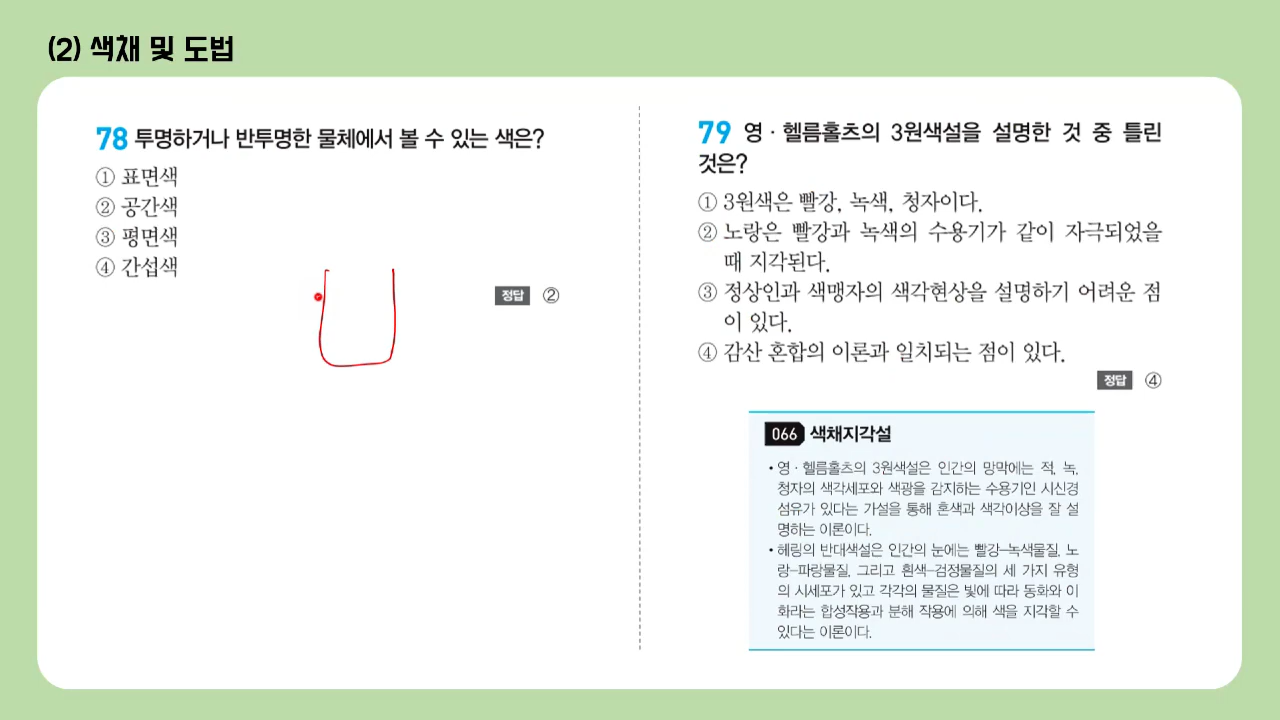 (2) 색채 및 도법
78 투명하거나 반투명한 물체에서 볼 수 있는 색은?
① 표면색
② 공간색
③ 평면색
④ 간섭색
정답 ②
79 영·헬름홀츠의 3원색설을 설명한 것 중 틀린
것은?
① 3원색은 빨강, 녹색, 청자이다.
② 노랑은 빨강과 녹색의 수용기가 같이 자극되었을
때 지각된다.
③ 정상인과 색맹자의 색각현상을 설명하기 어려운 점
이 있다.
④ 감산 혼합의 이론과 일치되는 점이 있다.
정답 ④
066 색채지각설
• 영·헬름홀츠의 3원색설은 인간의 망막에는 적, 녹,
청자의 색각세포와 색광을 감지하는 수용기인 시신경
섬유가 있다는 가설을 통해 혼색과 색각이상을 잘 설
명하는 이론이다.
• 헤링의 반대색설은 인간의 눈에는 빨강–녹색물질, 노
랑–파랑물질, 그리고 흰색–검정물질의 세 가지 유형
의 시세포가 있고 각각의 물질은 빛에 따라 동화와 이
화라는 합성작용과 분해 작용에 의해 색을 지각할 수
있다는 이론이다.